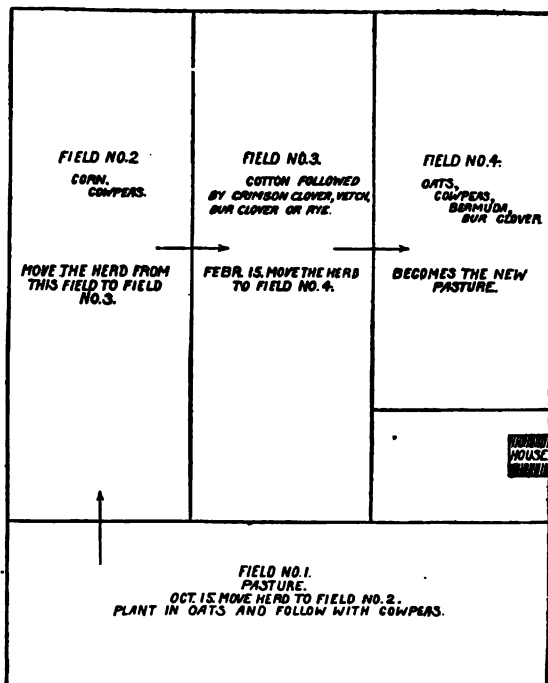 FIELD NO.2
CORN.
COWPEAS.
MOVE THE HERD FROM
THIS FIELD TO FIELD
NO.3.
FIELD NO.3.
COTTON FOLLOWED
BY CRIMSON CLOVER, VETCH,
BUR CLOVER OR RYE.
FEBR. 15. MOVE THE HERD
TO FIELD NO.4.
FIELD NO.4.
OATS,
COWPEAS,
BERMUDA,
BUR CLOVER
BECOMES THE NEW
PASTURE.
HOUSE
FIELD NO.1.
PASTURE.
OCT. 15. MOVE HERD TO FIELD NO.2.
PLANT IN OATS AND FOLLOW WITH COWPEAS.